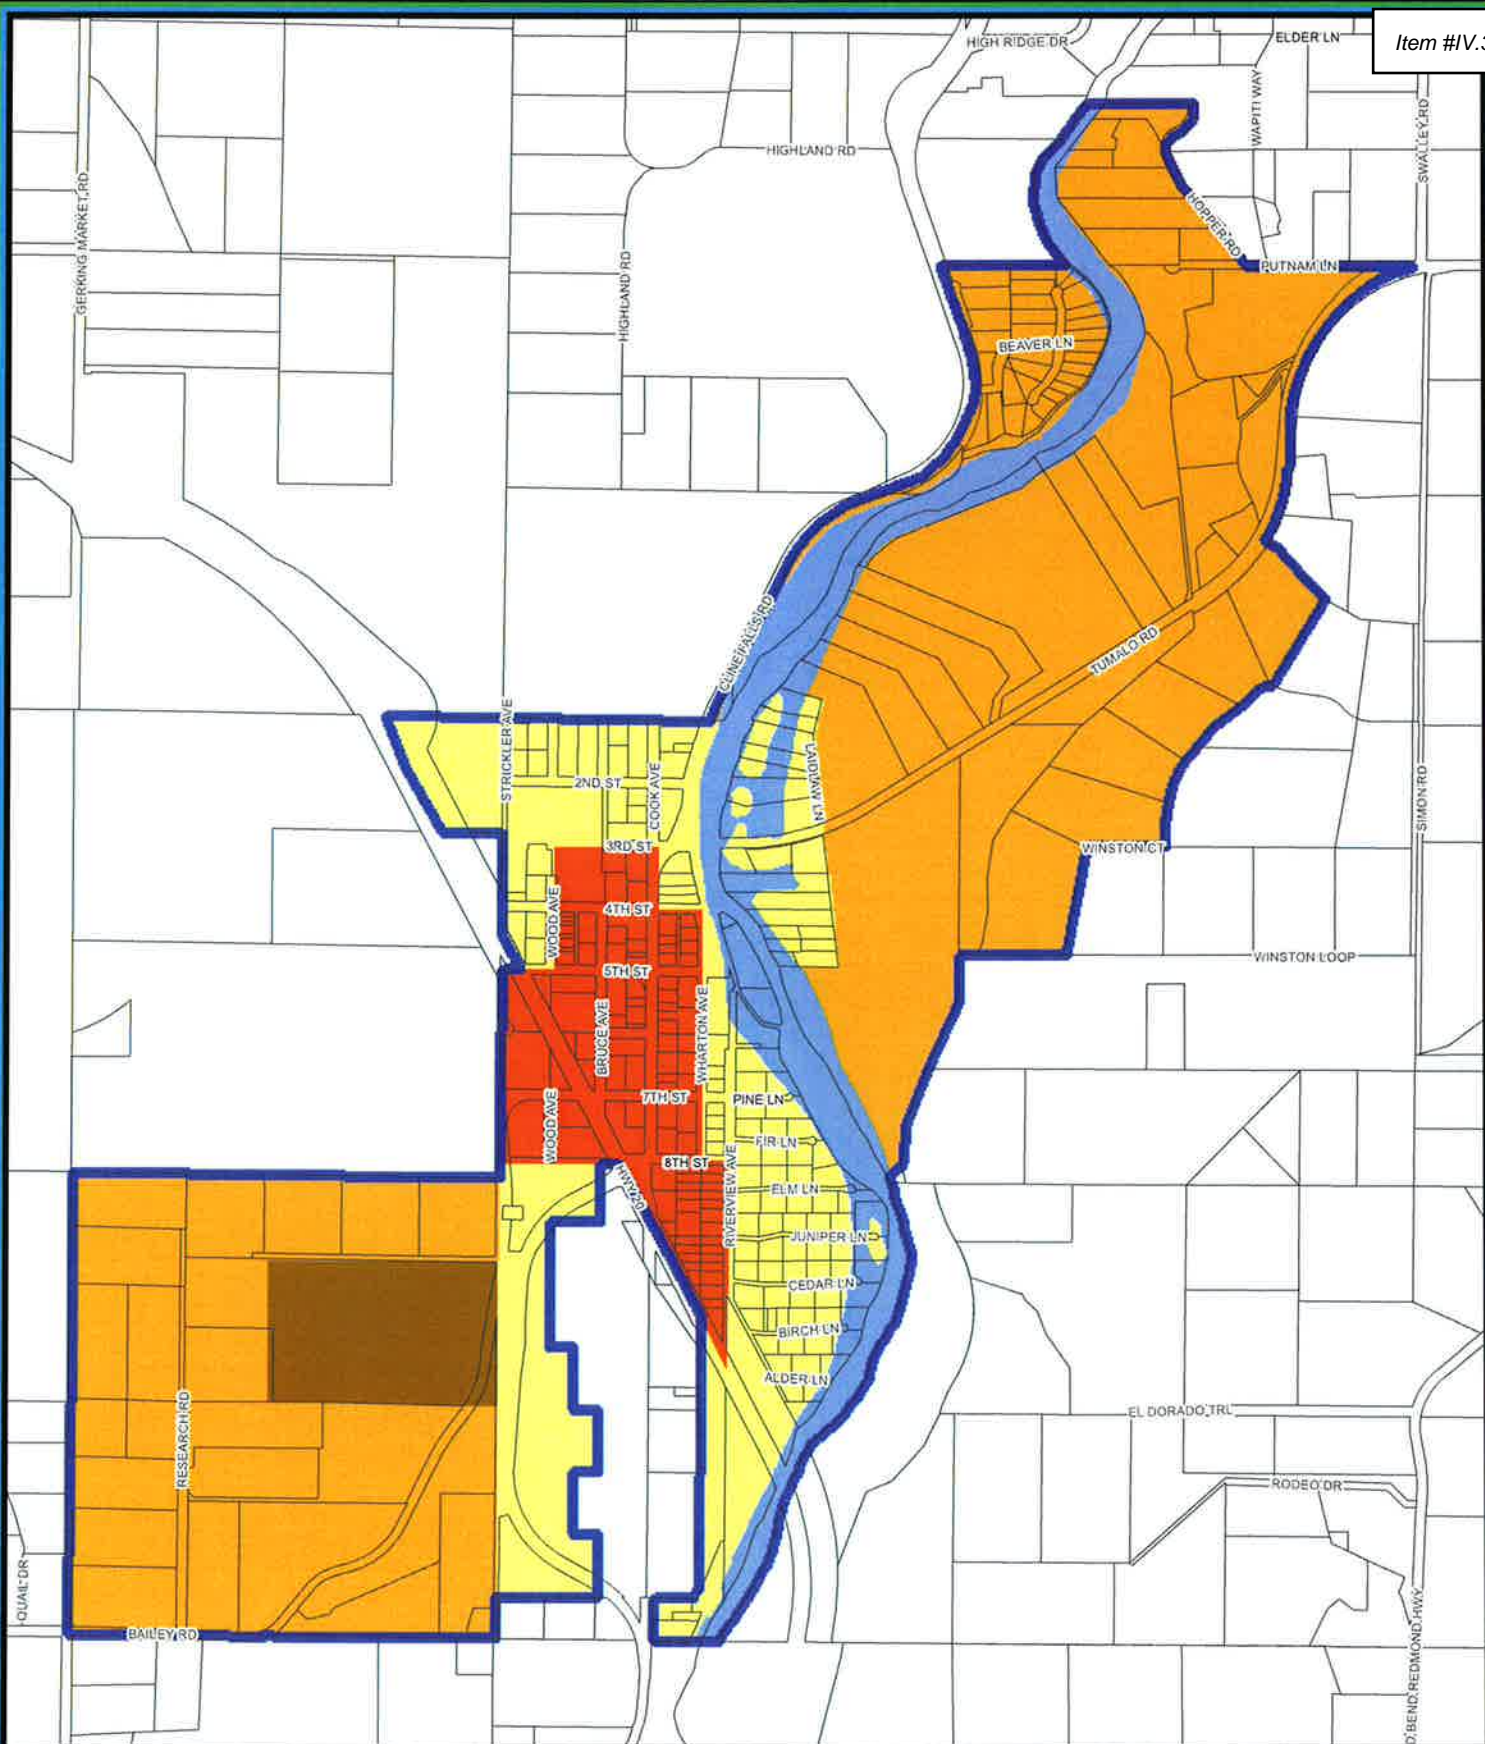 Item #IV.3
HIGH RIDGE DR
ELDER LN
WAPITI WAY
SWALLEY RD
HIGHLAND RD
GERKING MARKET RD
HOPPER RD
HIGHLAND RD
PUTNAM LN
BEAVER LN
CLINE FALLS RD
TUMALO RD
STRICKLER AVE
2ND ST
COOK AVE
LAIDLAW LN
SIMON RD
3RD ST
WINSTON CT
WOOD AVE
4TH ST
5TH ST
WINSTON LOOP
BRUCE AVE
WHARTON AVE
WOOD AVE
7TH ST
PINE LN
FIR LN
8TH ST
HWY 20
RIVERVIEW AVE
ELM LN
JUNIPER LN
CEDAR LN
BIRCH LN
ALDER LN
RESEARCH RD
EL DORADO TRL
RODEO DR
QUAIL DR
BAILEY RD
D BEND REDMOND HWY